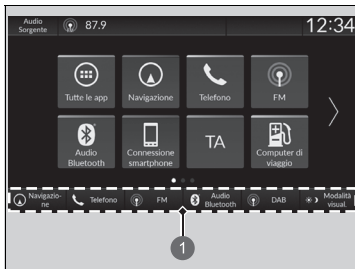 Audio
Sorgente
87.9
12:34
Tutte le app
Navigazione
Telefono
FM
Audio
Bluetooth
Connessione
smartphone
TA
Computer di
viaggio
Navigazio-
ne
Telefono
FM
Audio
Bluetooth
DAB
Modalità
visual.
1